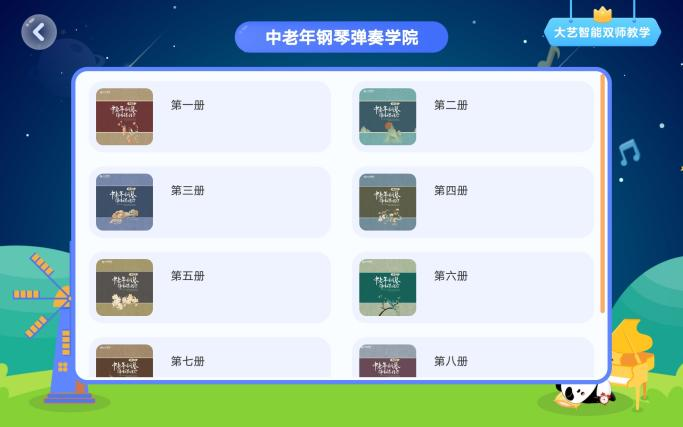 中老年钢琴弹奏学院
大艺智能双师教学
第一册
第二册
第三册
第四册
第五册
第六册
第七册
第八册